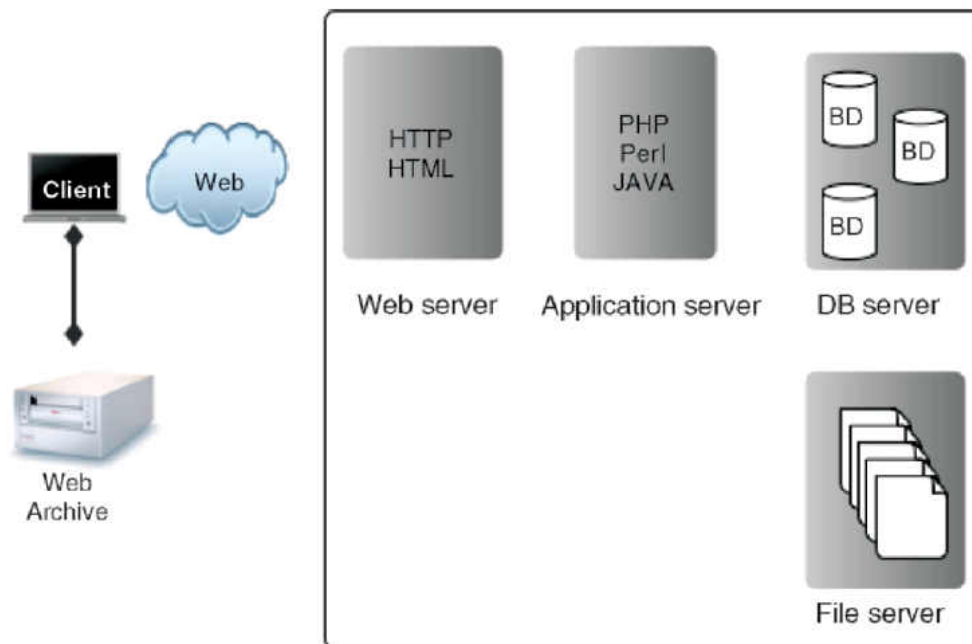 Client
Web
Web
Archive
HTTP
HTML
Web server
PHP
Perl
JAVA
Application server
BD
BD
BD
DB server
File server